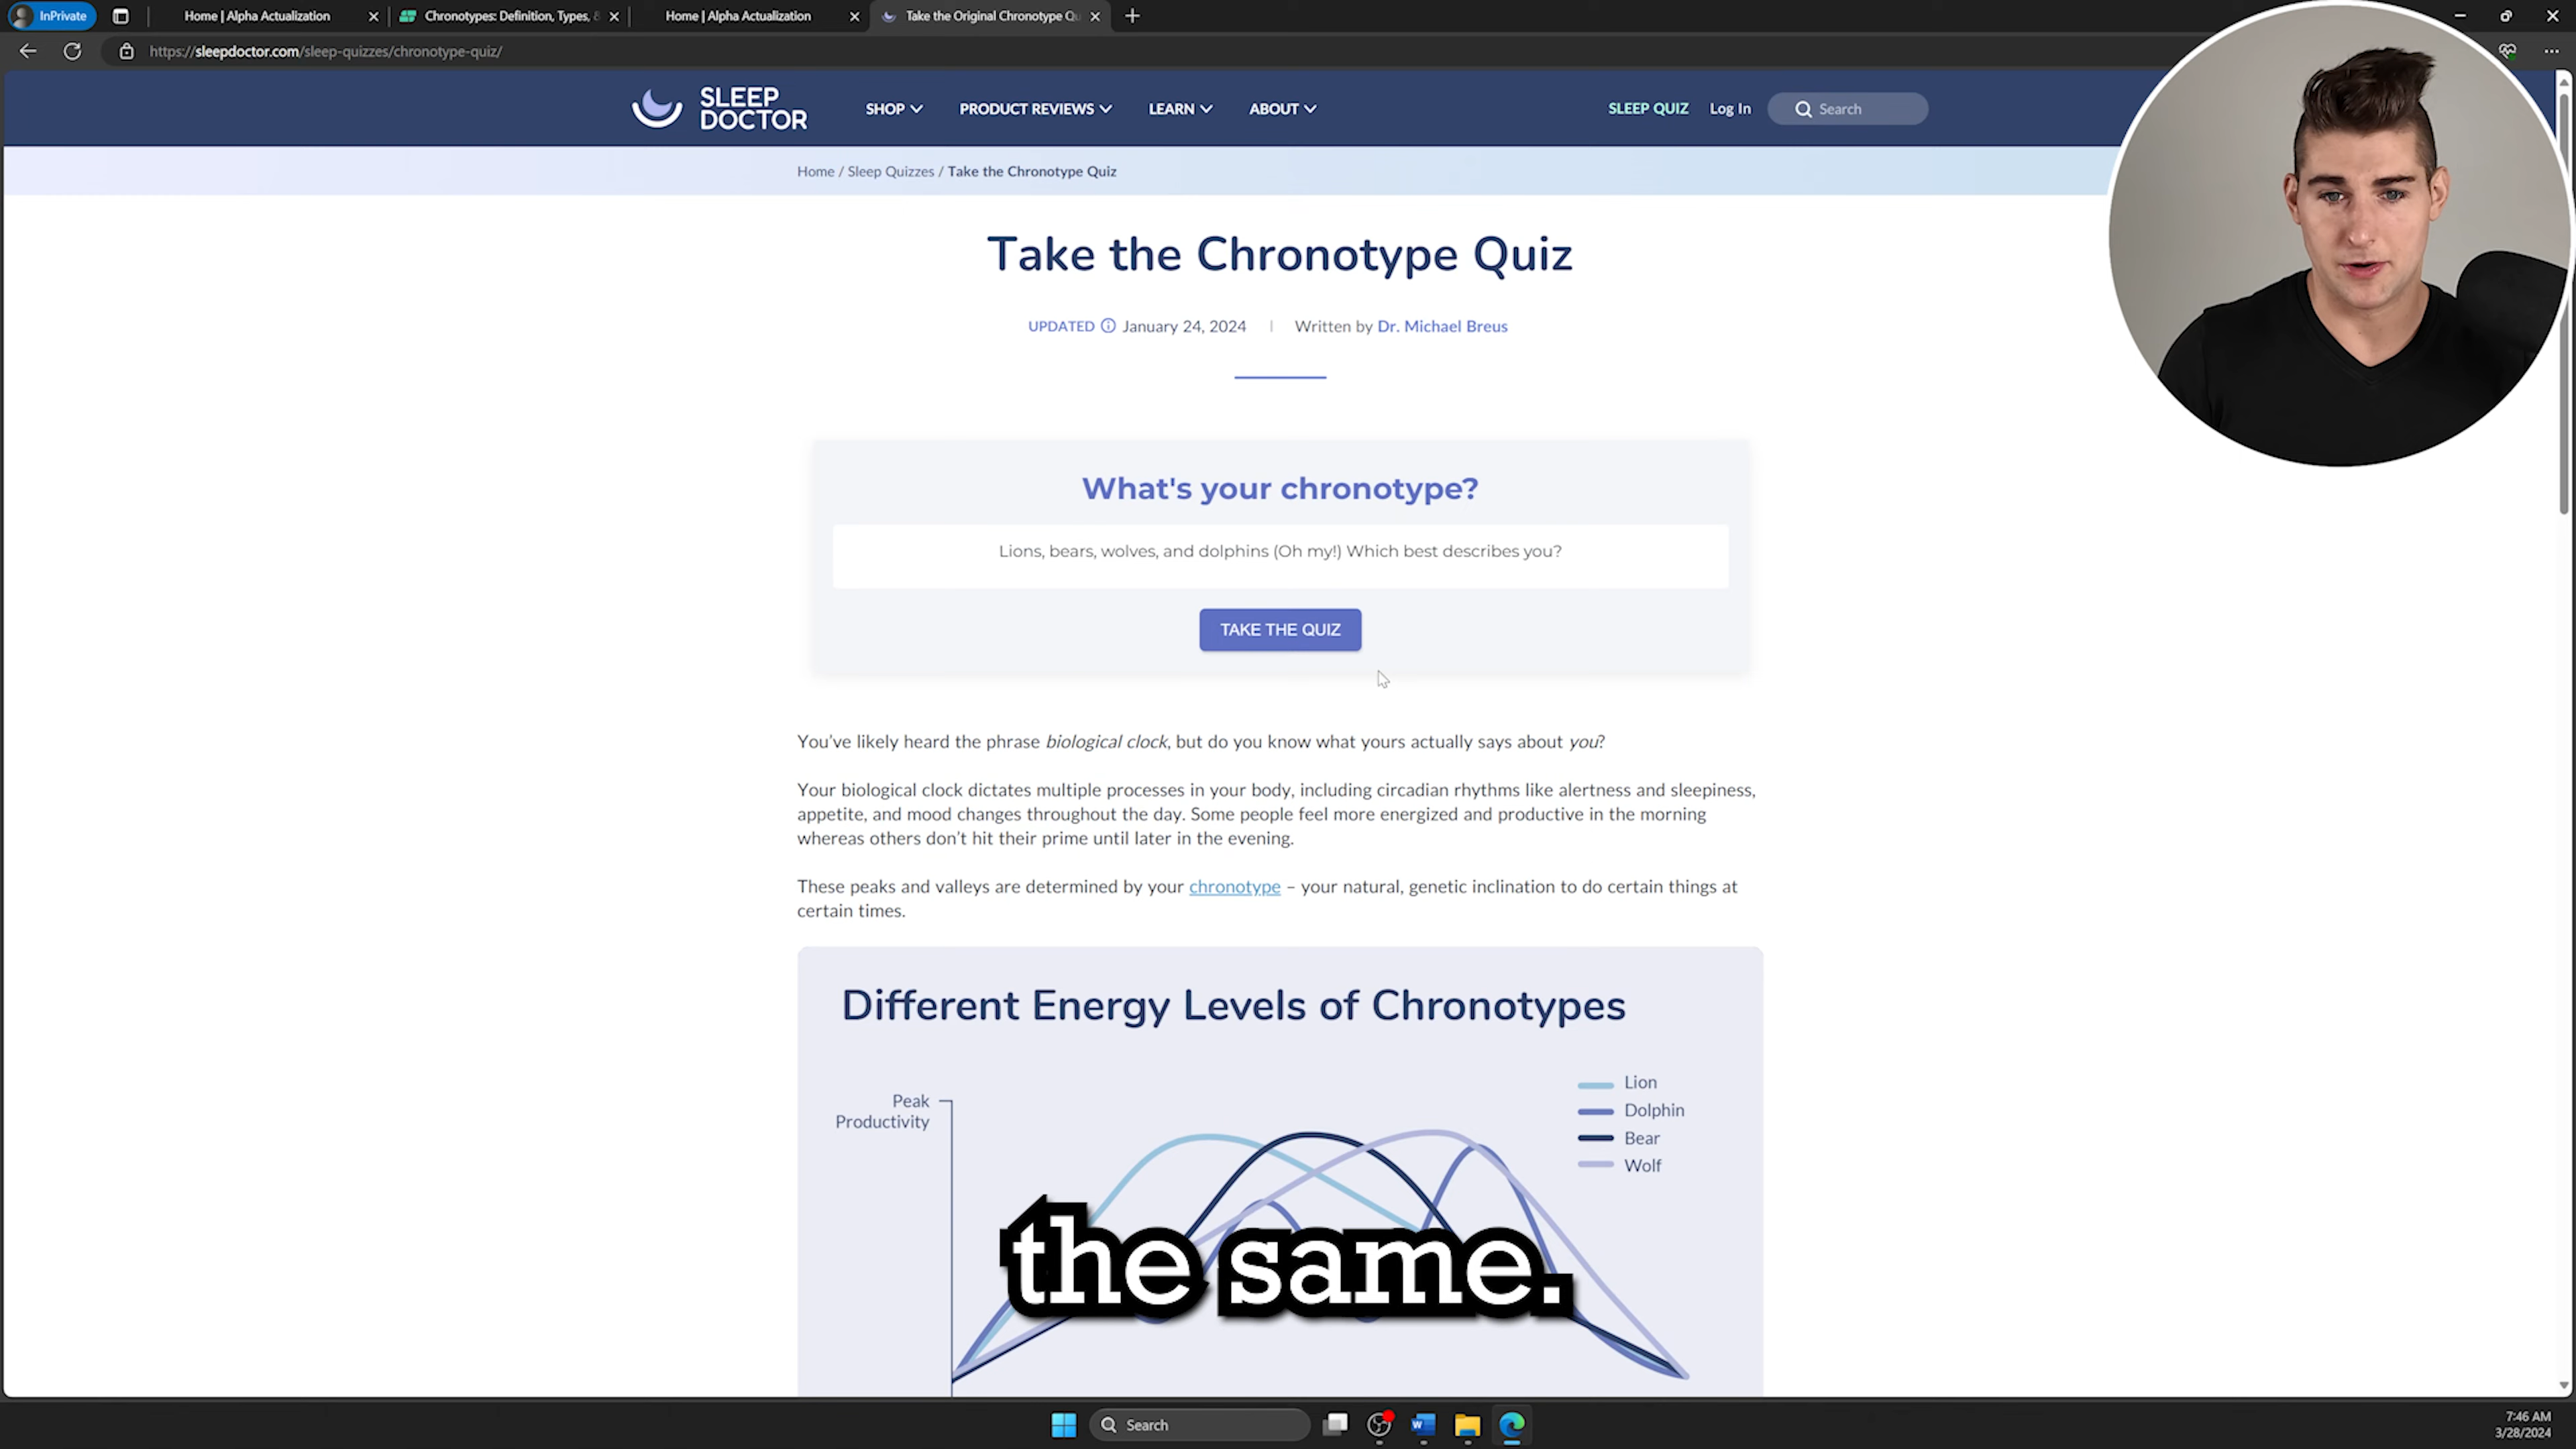 InPrivate
Home | Alpha Actualization
Chronotypes: Definition, Types, &
Home | Alpha Actualization
Take the Original Chronotype Qu
https://sleepdoctor.com/sleep-quizzes/chronotype-quiz/
SLEEP DOCTOR
SHOP
PRODUCT REVIEWS
LEARN
ABOUT
SLEEP QUIZ
Log In
Search
Home / Sleep Quizzes / Take the Chronotype Quiz
Take the Chronotype Quiz
UPDATED January 24, 2024 | Written by Dr. Michael Breus
What's your chronotype?
Lions, bears, wolves, and dolphins (Oh my!) Which best describes you?
TAKE THE QUIZ
You've likely heard the phrase biological clock, but do you know what yours actually says about you?
Your biological clock dictates multiple processes in your body, including circadian rhythms like alertness and sleepiness,
appetite, and mood changes throughout the day. Some people feel more energized and productive in the morning
whereas others don't hit their prime until later in the evening.
These peaks and valleys are determined by your chronotype – your natural, genetic inclination to do certain things at
certain times.
Different Energy Levels of Chronotypes
Peak
Productivity
Lion
Dolphin
Bear
Wolf
the same.
Search
7:46 AM
3/28/2024